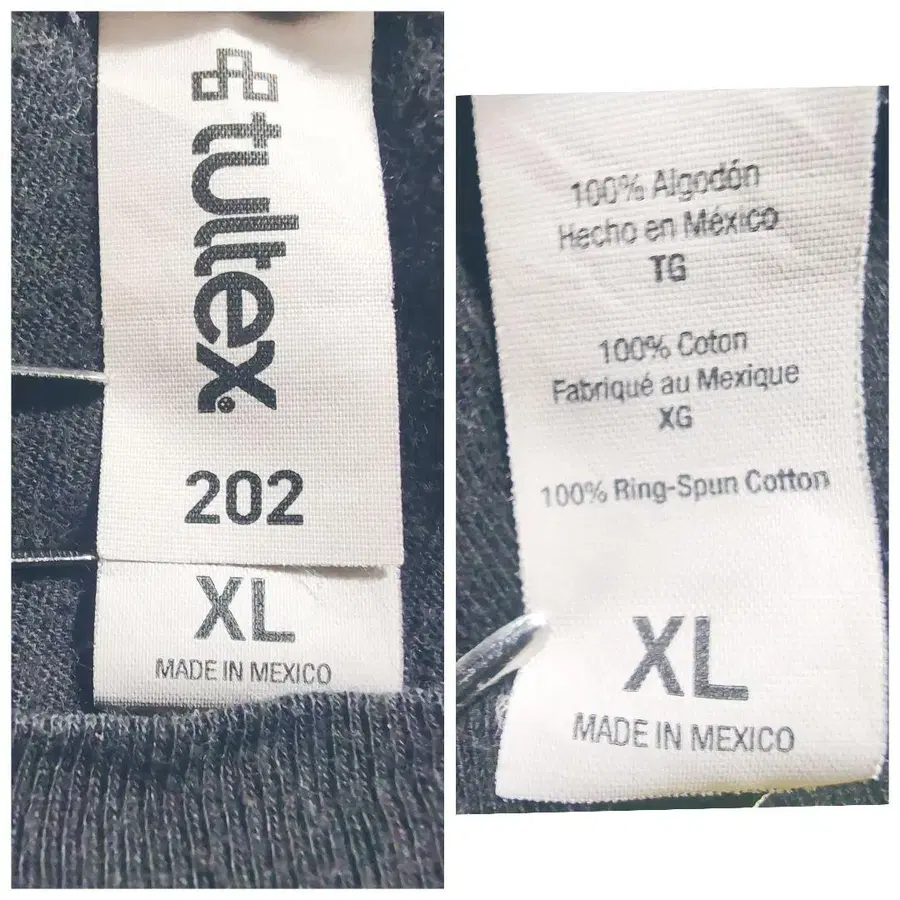 tultex
202
XL
MADE IN MEXICO
100% Algodón
Hecho en México
TG
100% Coton
Fabriqué au Mexique
XG
100% Ring-Spun Cotton
XL
MADE IN MEXICO